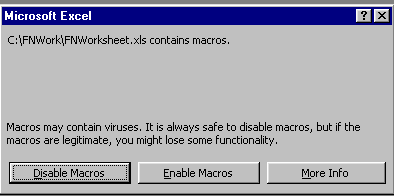 Microsoft Excel
C:\FNWork\FNWorksheet.xls contains macros.
Macros may contain viruses. It is always safe to disable macros, but if the
macros are legitimate, you might lose some functionality.
Disable Macros Enable Macros More Info